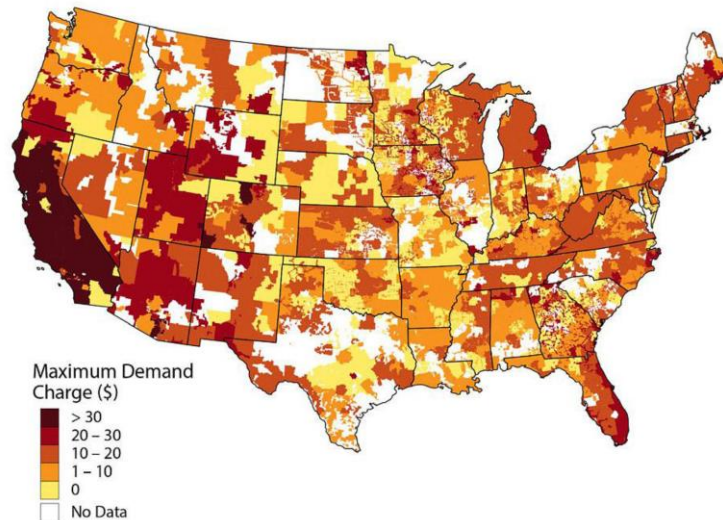 Maximum Demand
Charge ($)
> 30
20 – 30
10 – 20
1 – 10
0
No Data